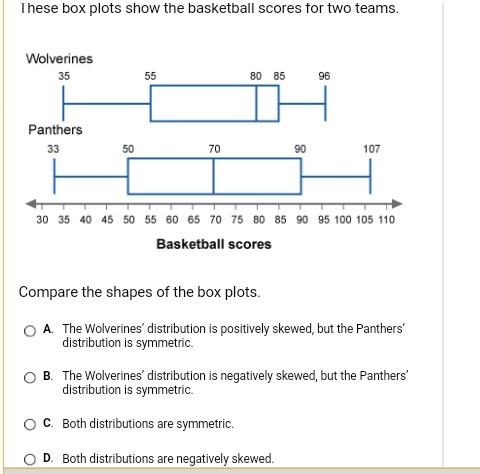 These box plots show the basketball scores for two teams.
Wolverines
35 55 80 85 96
Panthers
33 50 70 90 107
30 35 40 45 50 55 60 65 70 75 80 85 90 95 100 105 110
Basketball scores
Compare the shapes of the box plots.
A. The Wolverines' distribution is positively skewed, but the Panthers'
distribution is symmetric.
B. The Wolverines' distribution is negatively skewed, but the Panthers'
distribution is symmetric.
C. Both distributions are symmetric.
D. Both distributions are negatively skewed.